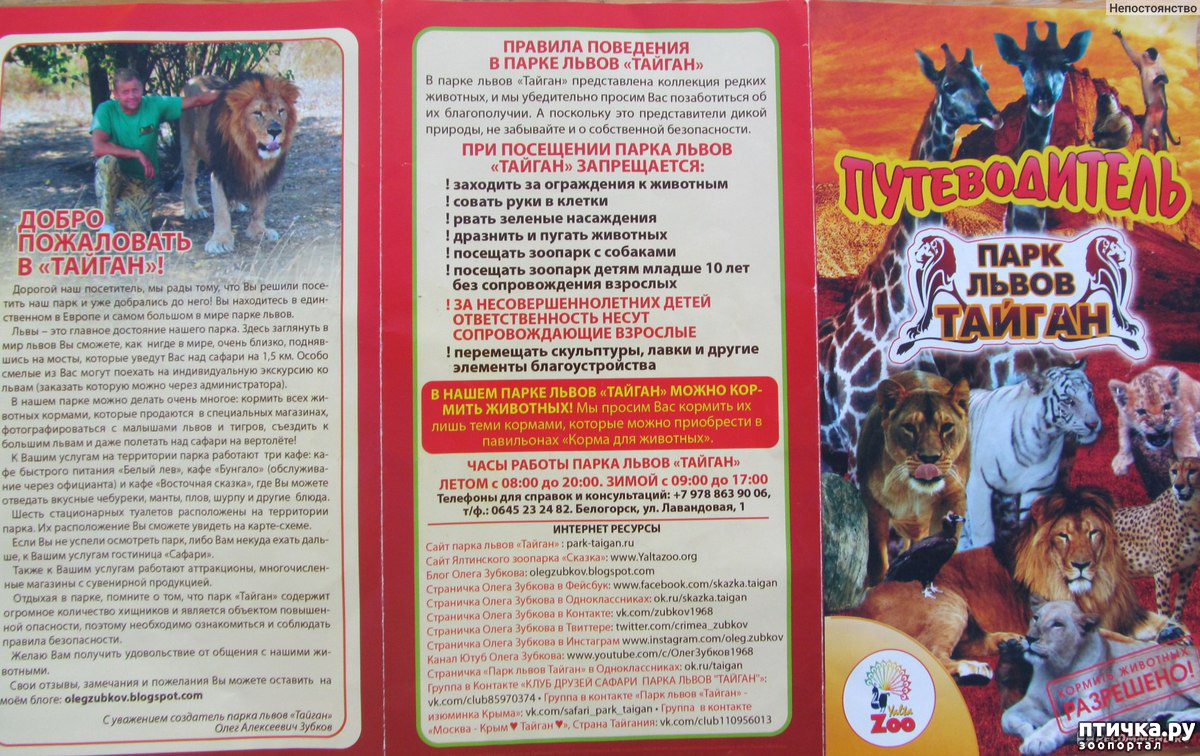 Непостоянство
ДОБРО
ПОЖАЛОВАТЬ
В «ТАЙГАН»!
Дорогой наш посетитель, мы рады тому, что Вы решили посе-
тить наш парк и уже добрались до него! Вы находитесь в един-
ственном в Европе и самом большом в мире парке львов.
Львы – это главное достояние нашего парка. Здесь заглянуть в
мир львов Вы сможете, как нигде в мире, очень близко, подняв-
шись на мосты, которые уведут Вас над сафари на 1,5 км. Особо
смелые из Вас могут поехать на индивидуальную экскурсию ко
львам (заказать которую можно через администратора).
В нашем парке можно делать очень многое: кормить всех жи-
вотных кормами, которые продаются в специальных магазинах,
фотографироваться с малышами львов и тигров, съездить к
большим львам и даже полетать над сафари на вертолёте!
К Вашим услугам на территории парка работают три кафе: ка-
фе быстрого питания «Белый лев», кафе «Бунгало» (обслужива-
ние через официанта) и кафе «Восточная сказка», где Вы можете
отведать вкусные чебуреки, манты, плов, шурпу и другие блюда.
Шесть стационарных туалетов расположены на территории
парка. Их расположение Вы сможете увидеть на карте-схеме.
Если Вы не успели осмотреть парк, либо Вам некуда ехать даль-
ше, к Вашим услугам гостиница «Сафари».
Также к Вашим услугам работают аттракционы, многочислен-
ные магазины с сувенирной продукцией.
Отдыхая в парке, помните о том, что парк «Тайган» содержит
огромное количество хищников и является объектом повышен-
ной опасности, поэтому необходимо ознакомиться и соблюдать
правила безопасности.
Желаю Вам получить удовольствие от общения с нашими жи-
вотными.
Свои отзывы, замечания и пожелания Вы можете оставить на
моём блоге: olegzubkov.blogspot.com
С уважением создатель парка львов «Тайган»
Олег Алексеевич Зубков
ПРАВИЛА ПОВЕДЕНИЯ
В ПАРКЕ ЛЬВОВ «ТАЙГАН»
В парке львов «Тайган» представлена коллекция редких
животных, и мы убедительно просим Вас позаботиться об
их благополучии. А поскольку это представители дикой
природы, не забывайте и о собственной безопасности.
ПРИ ПОСЕЩЕНИИ ПАРКА ЛЬВОВ
«ТАЙГАН» ЗАПРЕЩАЕТСЯ:
! заходить за ограждения к животным
! совать руки в клетки
! рвать зеленые насаждения
! дразнить и пугать животных
! посещать зоопарк с собаками
! посещать зоопарк детям младше 10 лет
без сопровождения взрослых
! ЗА НЕСОВЕРШЕННОЛЕТНИХ ДЕТЕЙ
ОТВЕТСТВЕННОСТЬ НЕСУТ
СОПРОВОЖДАЮЩИЕ ВЗРОСЛЫЕ
! перемещать скульптуры, лавки и другие
элементы благоустройства
В НАШЕМ ПАРКЕ ЛЬВОВ «ТАЙГАН» МОЖНО КОР-
МИТЬ ЖИВОТНЫХ! Мы просим Вас кормить их
лишь теми кормами, которые можно приобрести в
павильонах «Корма для животных».
ЧАСЫ РАБОТЫ ПАРКА ЛЬВОВ «ТАЙГАН»
ЛЕТОМ с 08:00 до 20:00. ЗИМОЙ с 09:00 до 17:00
Телефоны для справок и консультаций: +7 978 863 90 06,
т/ф.: 0645 23 24 82. Белогорск, ул. Лавандовая, 1
ИНТЕРНЕТ РЕСУРСЫ
Сайт парка львов «Тайган» : park-taigan.ru
Сайт Ялтинского зоопарка «Сказка»: www.Yaltazoo.org
Блог Олега Зубкова: olegzubkov.blogspot.com
Страничка Олега Зубкова в Фейсбук: www.facebook.com/skazka.taigan
Страничка Олега Зубкова в Одноклассниках: ok.ru/skazka.taigan
Страничка Олега Зубкова в Контакте: vk.com/zubkov1968
Страничка Олега Зубкова в Твиттере: twitter.com/crimea_zubkov
Страничка Олега Зубкова в Инстаграм www.instagram.com/oleg.zubkov
Канал Ютуб Олега Зубкова: www.youtube.com/c/ОлегЗубков1968
Страничка «Парк львов Тайган» в Одноклассниках: ok.ru/taigan
Группа в Контакте «КЛУБ ДРУЗЕЙ САФАРИ ПАРКА ЛЬВОВ "ТАЙГАН"»:
vk.com/club85970374 • Группа в контакте «Парк львов «Тайган» -
изюминка Крыма»: vk.com/safari_park_taigan • Группа в контакте
«Москва - Крым ♥ Тайган ♥», Страна Тайгания: vk.com/club110956013
ПУТЕВОДИТЕЛЬ
ПАРК
ЛЬВОВ
ТАЙГАН
Yalta
ZOO
КОРМИТЬ ЖИВОТНЫХ
РАЗРЕШЕНО!
птичка.ру
зоопортал